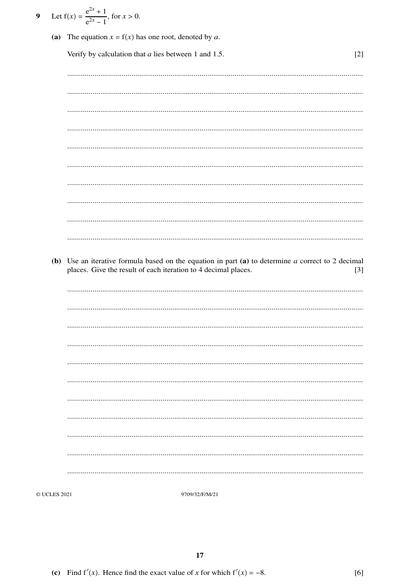 9 Let f(x) = (e^{2x} + 1)/(e^{2x} − 1), for x > 0.
(a) The equation x = f(x) has one root, denoted by a.
Verify by calculation that a lies between 1 and 1.5. [2]
(b) Use an iterative formula based on the equation in part (a) to determine a correct to 2 decimal
places. Give the result of each iteration to 4 decimal places. [3]
© UCLES 2021 9709/32/F/M/21
17
(c) Find f′(x). Hence find the exact value of x for which f′(x) = −8. [6]